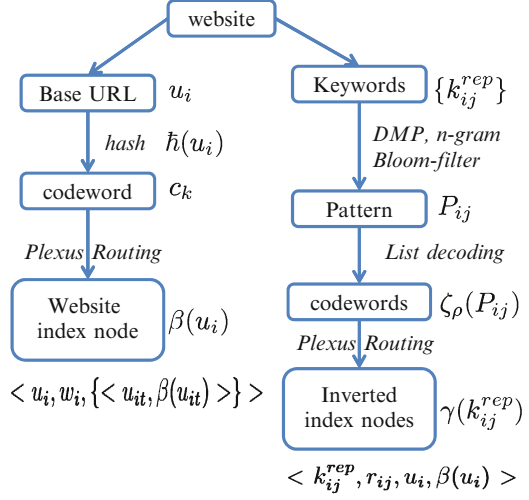 website
Base URL u_i
hash ħ(u_i)
codeword c_k
Plexus Routing
Website
index node β(u_i)
< u_i, w_i, {< u_it, β(u_it) >} >
Keywords {k_ij^rep}
DMP, n-gram
Bloom-filter
Pattern P_ij
List decoding
codewords ζ_ρ(P_ij)
Plexus Routing
Inverted
index nodes γ(k_ij^rep)
< k_ij^rep, r_ij, u_i, β(u_i) >